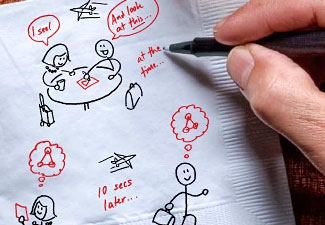 I see!
And look
at this...
at the
time...
10 secs
later...